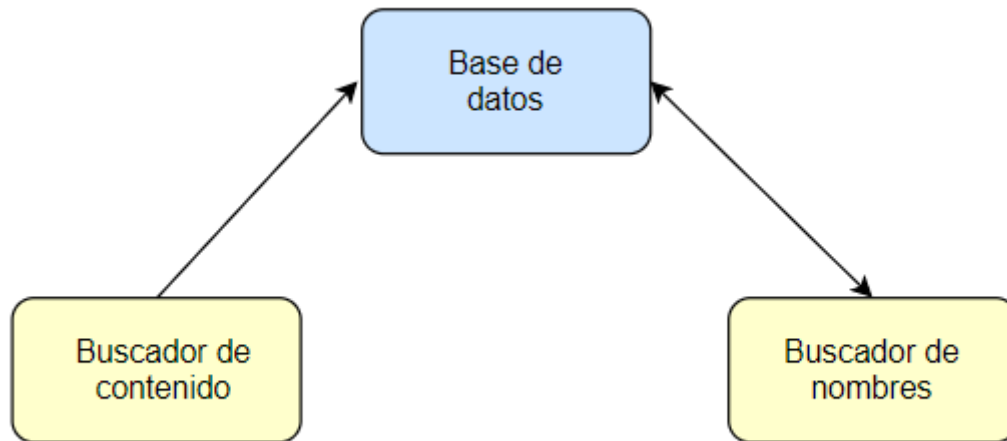 Base de
datos
Buscador de
contenido
Buscador de
nombres